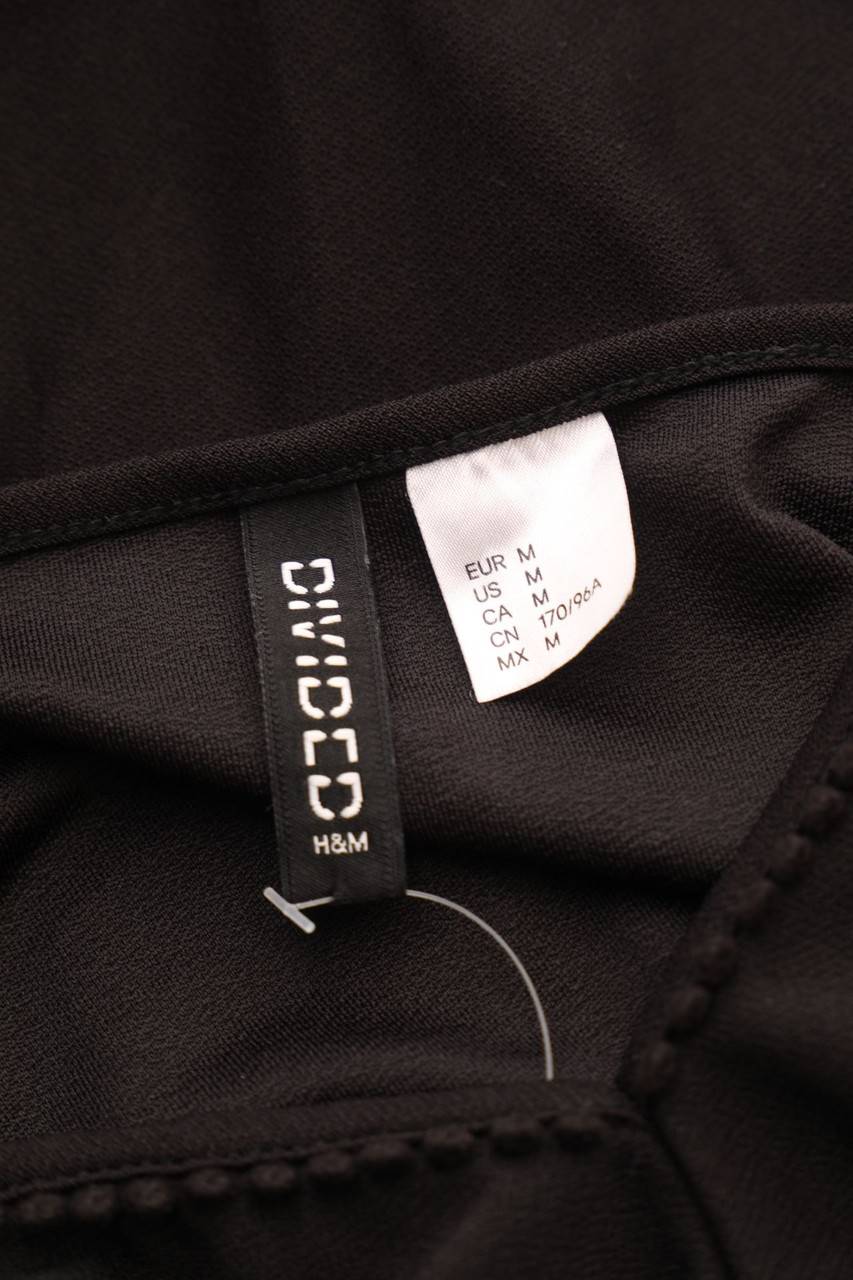 DIVIDED
H&M
EUR M
US M
CA M
CN 170/96A
MX M